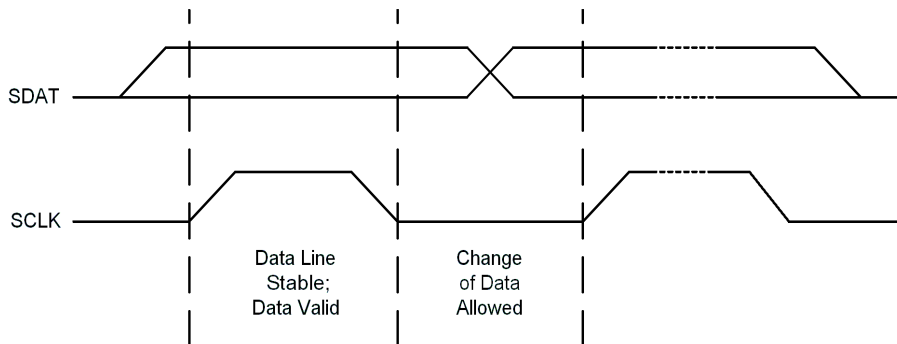 SDAT
SCLK
Data Line
Stable;
Data Valid
Change
of Data
Allowed